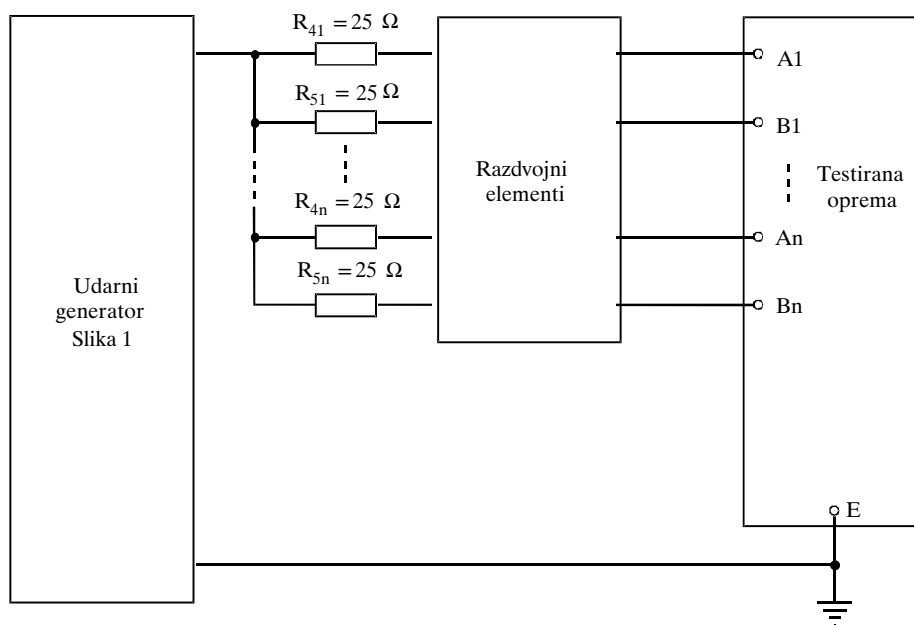 R41 = 25 Ω
R51 = 25 Ω
R4n = 25 Ω
R5n = 25 Ω
Udarni
generator
Slika 1
Razdvojni
elementi
A1
B1
Testirana
oprema
An
Bn
E